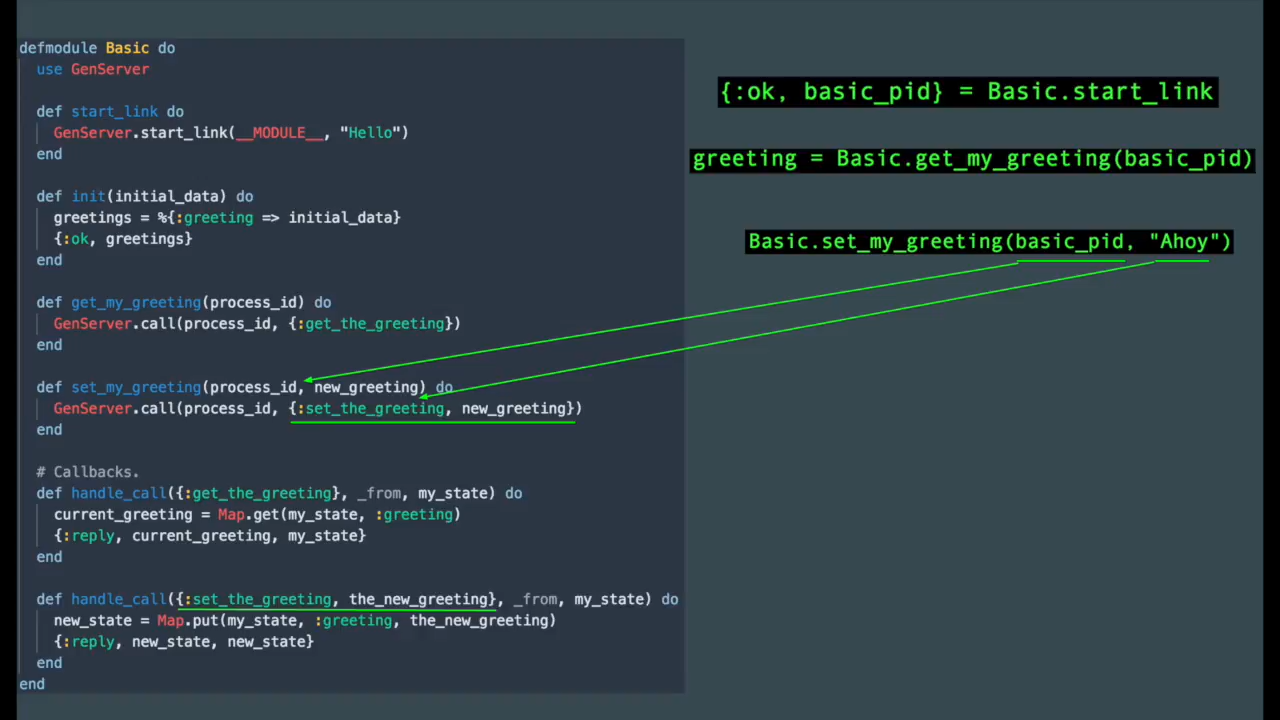 defmodule Basic do
use GenServer
def start_link do
GenServer.start_link(__MODULE__, "Hello")
end
def init(initial_data) do
greetings = %{:greeting => initial_data}
{:ok, greetings}
end
def get_my_greeting(process_id) do
GenServer.call(process_id, {:get_the_greeting})
end
def set_my_greeting(process_id, new_greeting) do
GenServer.call(process_id, {:set_the_greeting, new_greeting})
end
# Callbacks.
def handle_call({:get_the_greeting}, _from, my_state) do
current_greeting = Map.get(my_state, :greeting)
{:reply, current_greeting, my_state}
end
def handle_call({:set_the_greeting, the_new_greeting}, _from, my_state) do
new_state = Map.put(my_state, :greeting, the_new_greeting)
{:reply, new_state, new_state}
end
end
{:ok, basic_pid} = Basic.start_link
greeting = Basic.get_my_greeting(basic_pid)
Basic.set_my_greeting(basic_pid, "Ahoy")